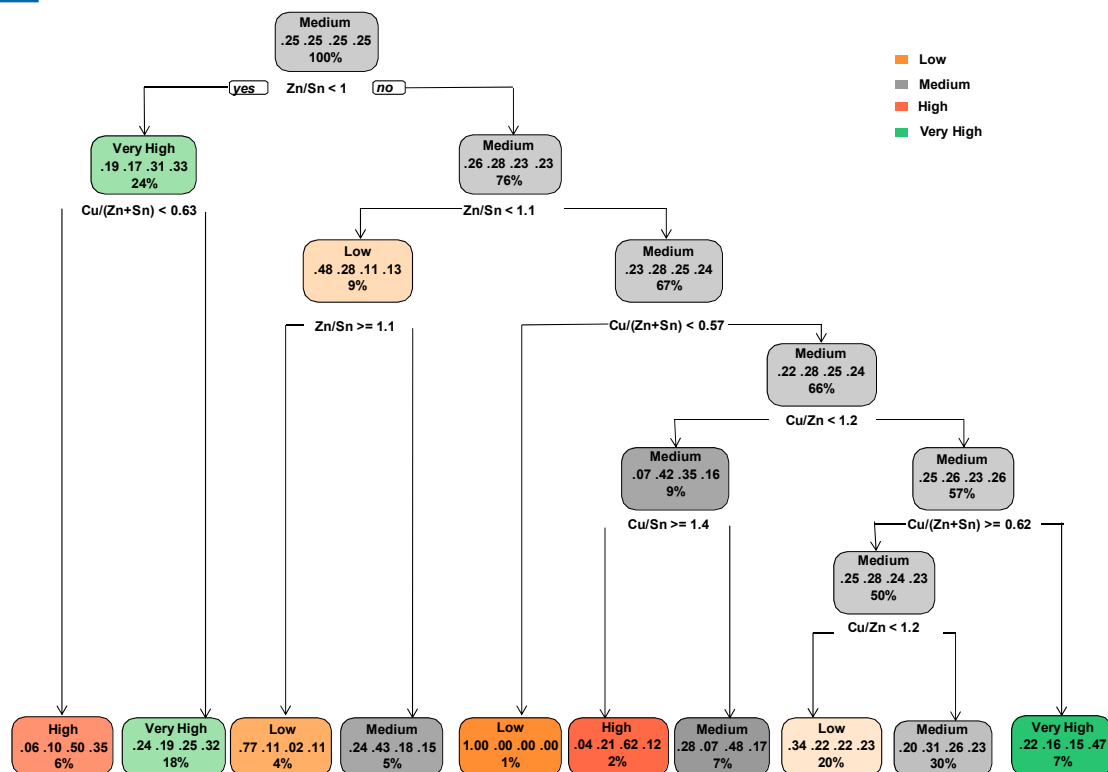 Medium
.25 .25 .25 .25
100%
yes Zn/Sn < 1 no
Low
Medium
High
Very High
Very High
.19 .17 .31 .33
24%
Cu/(Zn+Sn) < 0.63
Medium
.26 .28 .23 .23
76%
Zn/Sn < 1.1
Low
.48 .28 .11 .13
9%
Zn/Sn >= 1.1
Medium
.23 .28 .25 .24
67%
Cu/(Zn+Sn) < 0.57
Medium
.22 .28 .25 .24
66%
Cu/Zn < 1.2
Medium
.07 .42 .35 .16
9%
Cu/Sn >= 1.4
Medium
.25 .26 .23 .26
57%
Cu/(Zn+Sn) >= 0.62
Medium
.25 .28 .24 .23
50%
Cu/Zn < 1.2
High
.06 .10 .50 .35
6%
Very High
.24 .19 .25 .32
18%
Low
.77 .11 .02 .11
4%
Medium
.24 .43 .18 .15
5%
Low
1.00 .00 .00 .00
1%
High
.04 .21 .62 .12
2%
Medium
.28 .07 .48 .17
7%
Low
.34 .22 .22 .23
20%
Medium
.20 .31 .26 .23
30%
Very High
.22 .16 .15 .47
7%